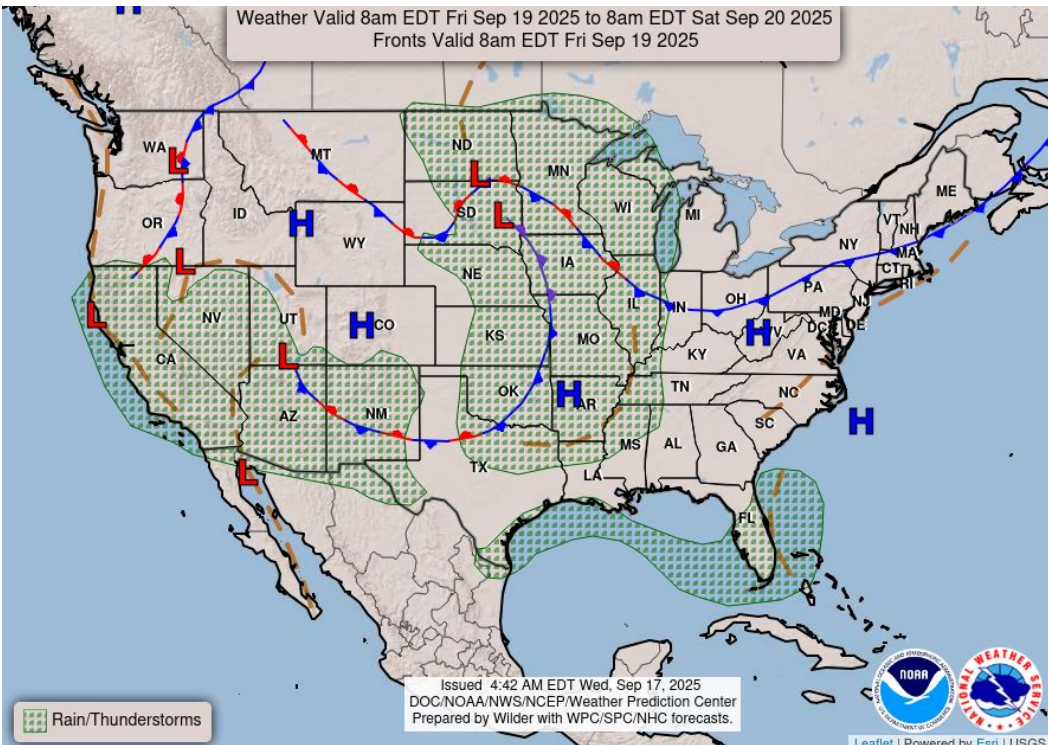 H
Weather Valid 8am EDT Fri Sep 19 2025 to 8am EDT Sat Sep 20 2025
Fronts Valid 8am EDT Fri Sep 19 2025
WA
L
MT
ND
L
MN
ME
OR
ID
H
SD
L
WI
MI
VT
NH
NY
MA
WY
CT
RI
L
NE
IA
PA
L
NV
UT
H
CO
IL
IN
OH
NJ
MD
DE
DC
H
WV
CA
L
KS
MO
KY
VA
AZ
NM
OK
H
AR
TN
NC
H
SC
L
TX
MS
AL
GA
LA
FL
Issued 4:42 AM EDT Wed, Sep 17, 2025
DOC/NOAA/NWS/NCEP/Weather Prediction Center
Prepared by Wilder with WPC/SPC/NHC forecasts.
Rain/Thunderstorms
NOAA
NATIONAL WEATHER SERVICE
Leaflet | Powered by Esri | USGS